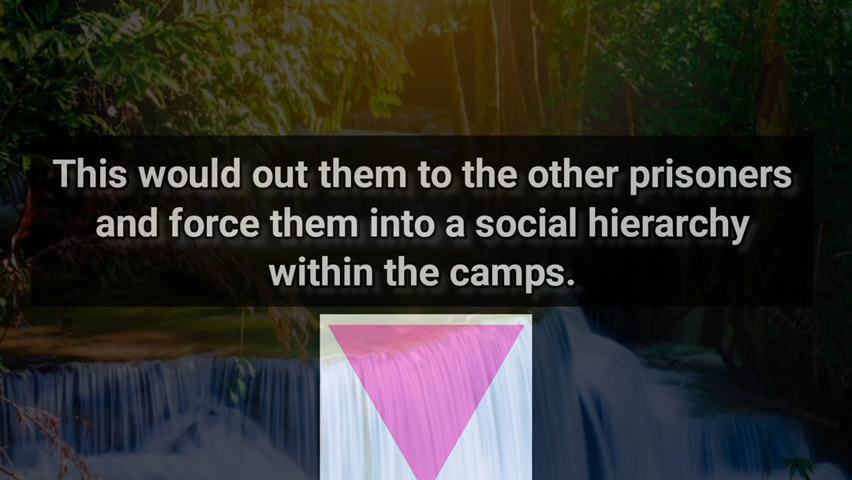 This would out them to the other prisoners
and force them into a social hierarchy
within the camps.